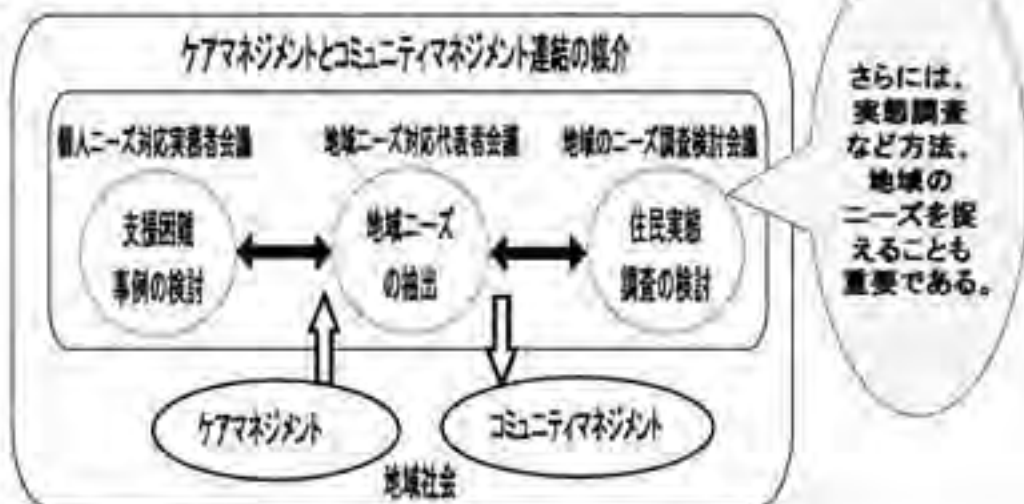 ケアマネジメントとコミュニティマネジメント連結の媒介
個人ニーズ対応実務者会議
地域ニーズ対応代表者会議
地域のニーズ調査検討会議
支援困難
事例の検討
地域ニーズ
の抽出
住民実態
調査の検討
ケアマネジメント
コミュニティマネジメント
地域社会
さらには、
実態調査
など方法、
地域の
ニーズを捉
えることも
重要である。